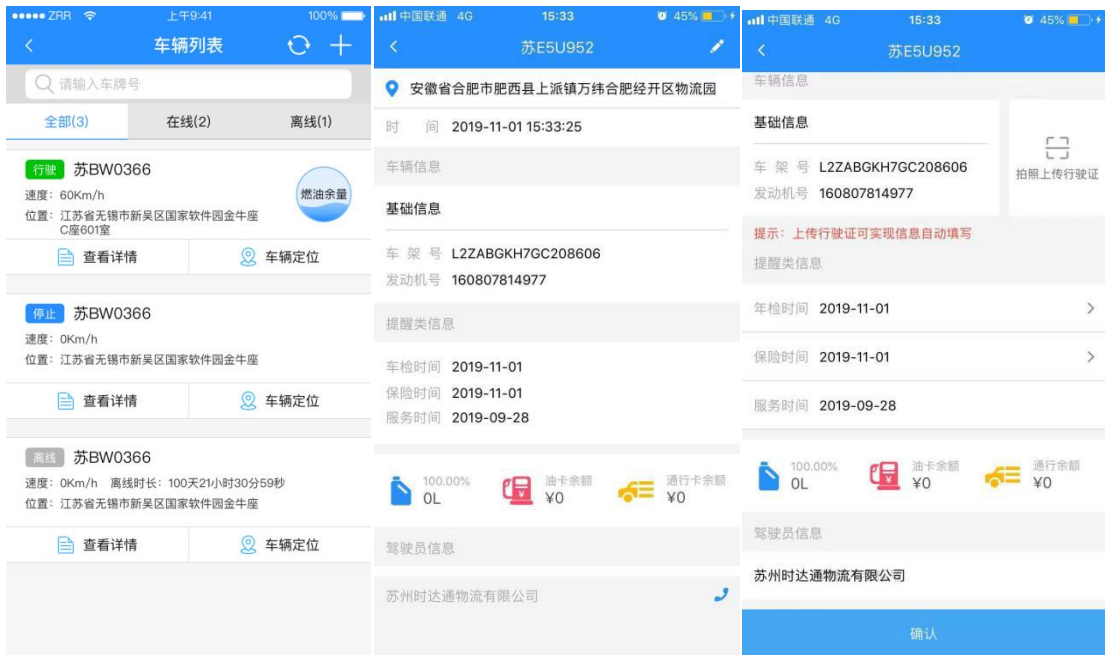 ZRR 上午9:41 100%
车辆列表
请输入车牌号
全部(3) 在线(2) 离线(1)
行驶 苏BW0366
速度：60Km/h
位置：江苏省无锡市新吴区国家软件园金牛座
C座601室
燃油余量
查看详情 车辆定位
停止 苏BW0366
速度：0Km/h
位置：江苏省无锡市新吴区国家软件园金牛座
查看详情 车辆定位
离线 苏BW0366
速度：0Km/h 离线时长：100天21小时30分59秒
位置：江苏省无锡市新吴区国家软件园金牛座
查看详情 车辆定位
中国联通 4G 15:33 45%
苏E5U952
安徽省合肥市肥西县上派镇万纬合肥经开区物流园
时间 2019-11-01 15:33:25
车辆信息
基础信息
车架号 L2ZABGKH7GC208606
发动机号 160807814977
提醒类信息
车检时间 2019-11-01
保险时间 2019-11-01
服务时间 2019-09-28
100.00% 油卡余额 通行卡余额
0L ¥0 ¥0
驾驶员信息
苏州时达通物流有限公司
中国联通 4G 15:33 45%
苏E5U952
车辆信息
基础信息
车架号 L2ZABGKH7GC208606
发动机号 160807814977
拍照上传行驶证
提示：上传行驶证可实现信息自动填写
提醒类信息
年检时间 2019-11-01
保险时间 2019-11-01
服务时间 2019-09-28
100.00% 油卡余额 通行余额
0L ¥0 ¥0
驾驶员信息
苏州时达通物流有限公司
确认